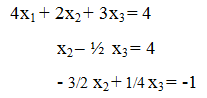 4x₁ + 2x₂ + 3x₃ = 4
x₂ – ½ x₃ = 4
- 3/2 x₂ + 1/4 x₃ = -1